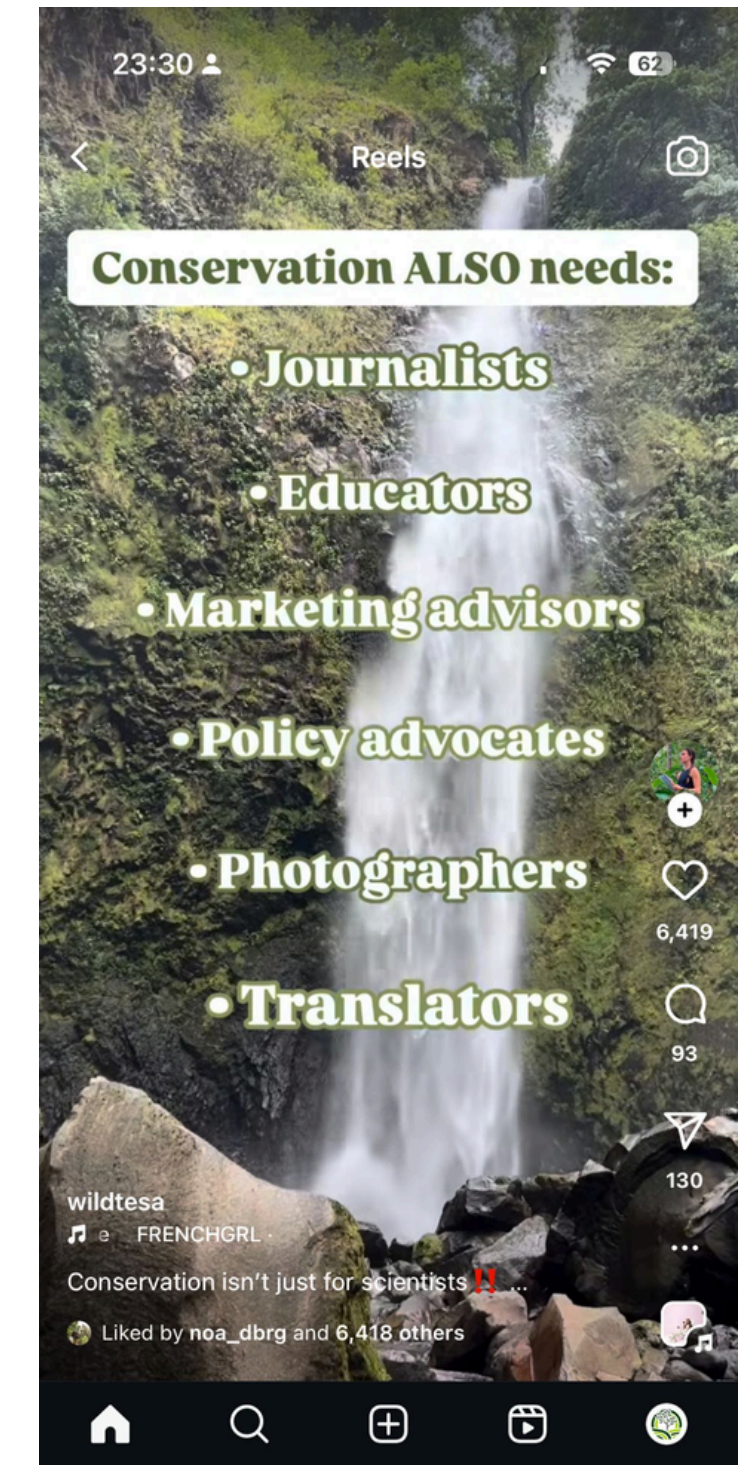 23:30
62
Reels
Conservation ALSO needs:
• Journalists
• Educators
• Marketing advisors
• Policy advocates
• Photographers
• Translators
6,419
93
130
wildtesa
e FRENCHGRL ·
Conservation isn’t just for scientists‼️ ...
Liked by noa_dbrg and 6,418 others